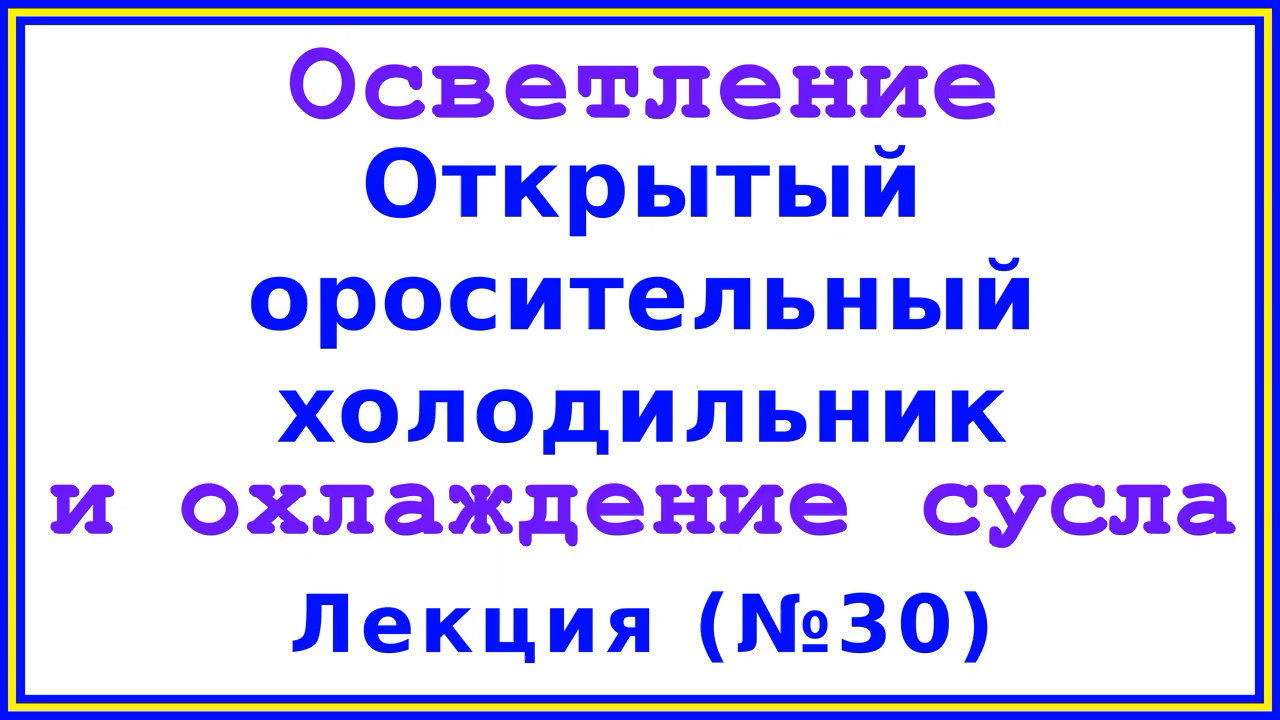 Осветление
Открытый
оросительный
холодильник
и охлаждение сусла
Лекция (№30)